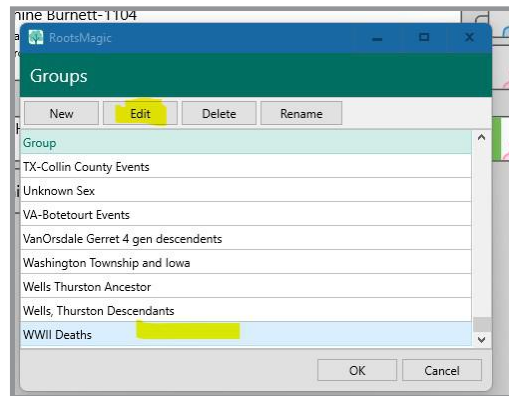 nine Burnett-1104
RootsMagic
Groups
New Edit Delete Rename
Group
TX-Collin County Events
Unknown Sex
VA-Botetourt Events
VanOrsdale Gerret 4 gen descendents
Washington Township and Iowa
Wells Thurston Ancestor
Wells, Thurston Descendants
WWII Deaths
OK Cancel